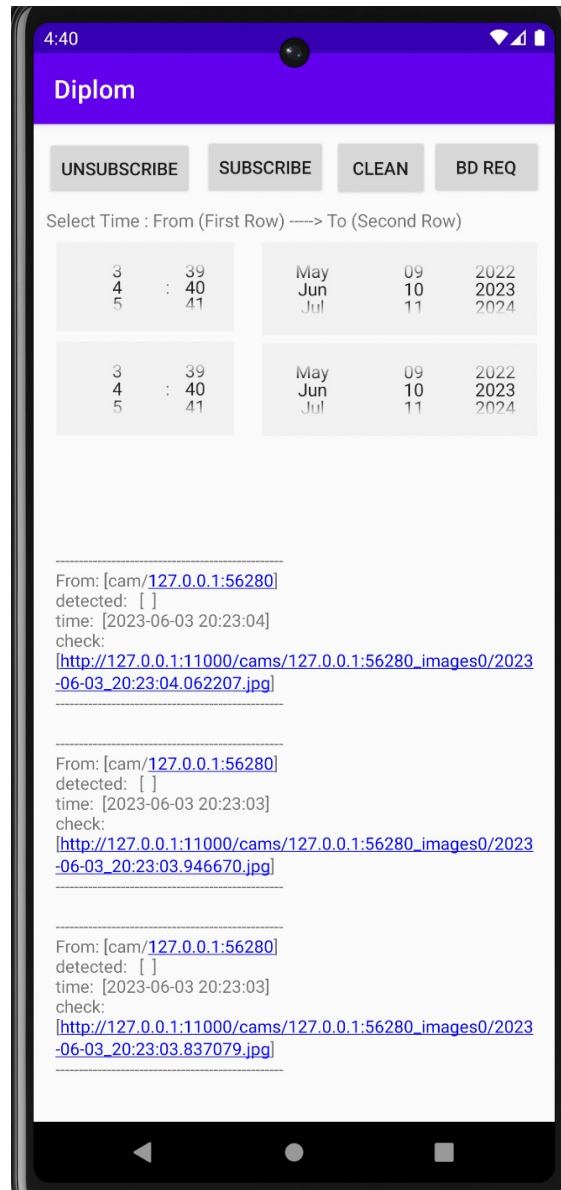 4:40
Diplom
UNSUBSCRIBE SUBSCRIBE CLEAN BD REQ
Select Time : From (First Row) ----> To (Second Row)
3 39 May 09 2022
4 : 40 Jun 10 2023
5 41 Jul 11 2024
3 39 May 09 2022
4 : 40 Jun 10 2023
5 41 Jul 11 2024
------------------------------------------------
From: [cam/127.0.0.1:56280]
detected: [ ]
time: [2023-06-03 20:23:04]
check:
[http://127.0.0.1:11000/cams/127.0.0.1:56280_images0/2023
-06-03_20:23:04.062207.jpg]
------------------------------------------------
------------------------------------------------
From: [cam/127.0.0.1:56280]
detected: [ ]
time: [2023-06-03 20:23:03]
check:
[http://127.0.0.1:11000/cams/127.0.0.1:56280_images0/2023
-06-03_20:23:03.946670.jpg]
------------------------------------------------
------------------------------------------------
From: [cam/127.0.0.1:56280]
detected: [ ]
time: [2023-06-03 20:23:03]
check:
[http://127.0.0.1:11000/cams/127.0.0.1:56280_images0/2023
-06-03_20:23:03.837079.jpg]
------------------------------------------------